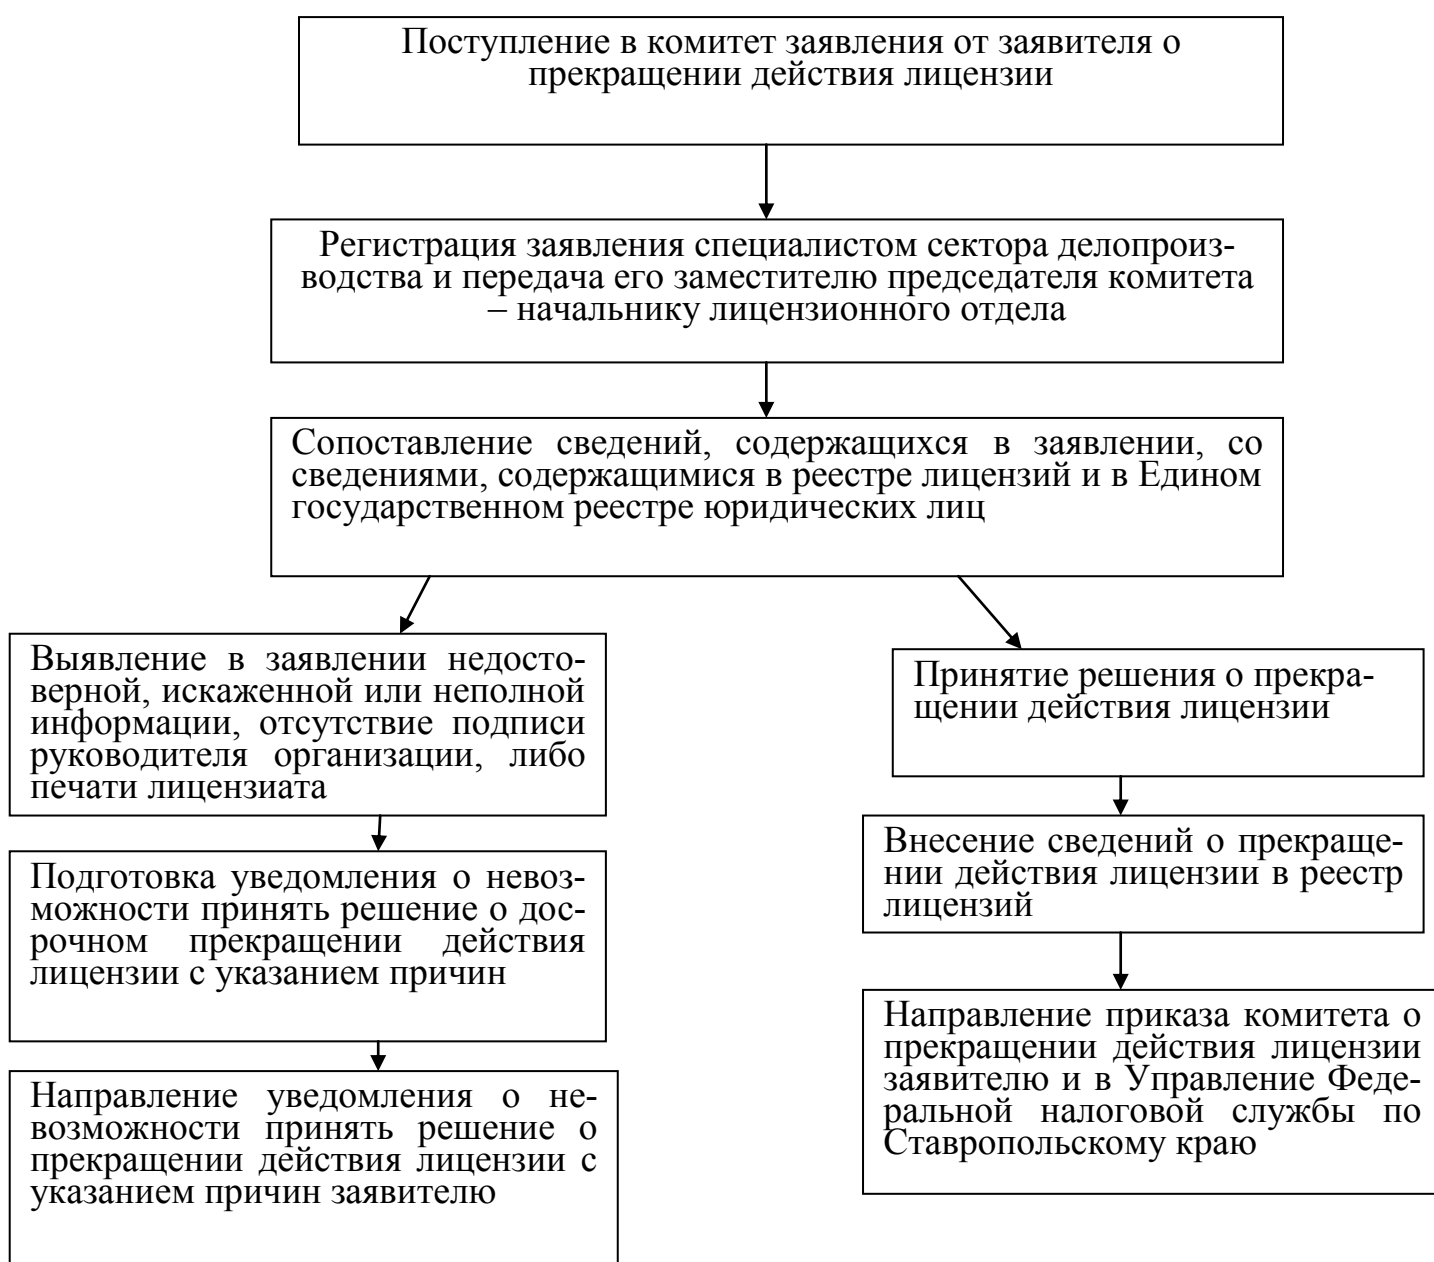 Поступление в комитет заявления от заявителя о
прекращении действия лицензии
Регистрация заявления специалистом сектора делопроиз-
водства и передача его заместителю председателя комитета
– начальнику лицензионного отдела
Сопоставление сведений, содержащихся в заявлении, со
сведениями, содержащимися в реестре лицензий и в Едином
государственном реестре юридических лиц
Выявление в заявлении недосто-
верной, искаженной или неполной
информации, отсутствие подписи
руководителя организации, либо
печати лицензиата
Подготовка уведомления о невоз-
можности принять решение о дос-
рочном прекращении действия
лицензии с указанием причин
Направление уведомления о не-
возможности принять решение о
прекращении действия лицензии с
указанием причин заявителю
Принятие решения о прекра-
щении действия лицензии
Внесение сведений о прекраще-
нии действия лицензии в реестр
лицензий
Направление приказа комитета о
прекращении действия лицензии
заявителю и в Управление Феде-
ральной налоговой службы по
Ставропольскому краю